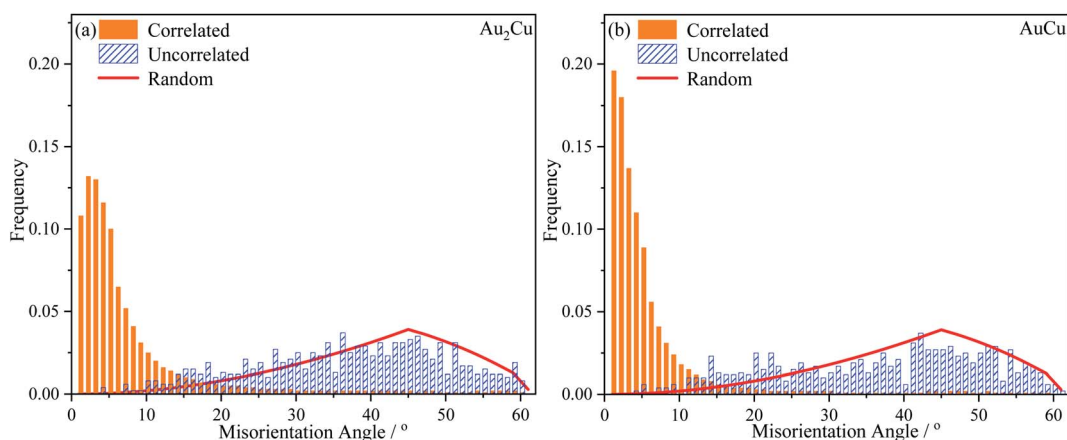 (a) Au₂Cu
Correlated
Uncorrelated
Random
0.20
0.15
0.10
0.05
0.00
Frequency
0 10 20 30 40 50 60
Misorientation Angle / °
(b) AuCu
Correlated
Uncorrelated
Random
0.20
0.15
0.10
0.05
0.00
Frequency
0 10 20 30 40 50 60
Misorientation Angle / °